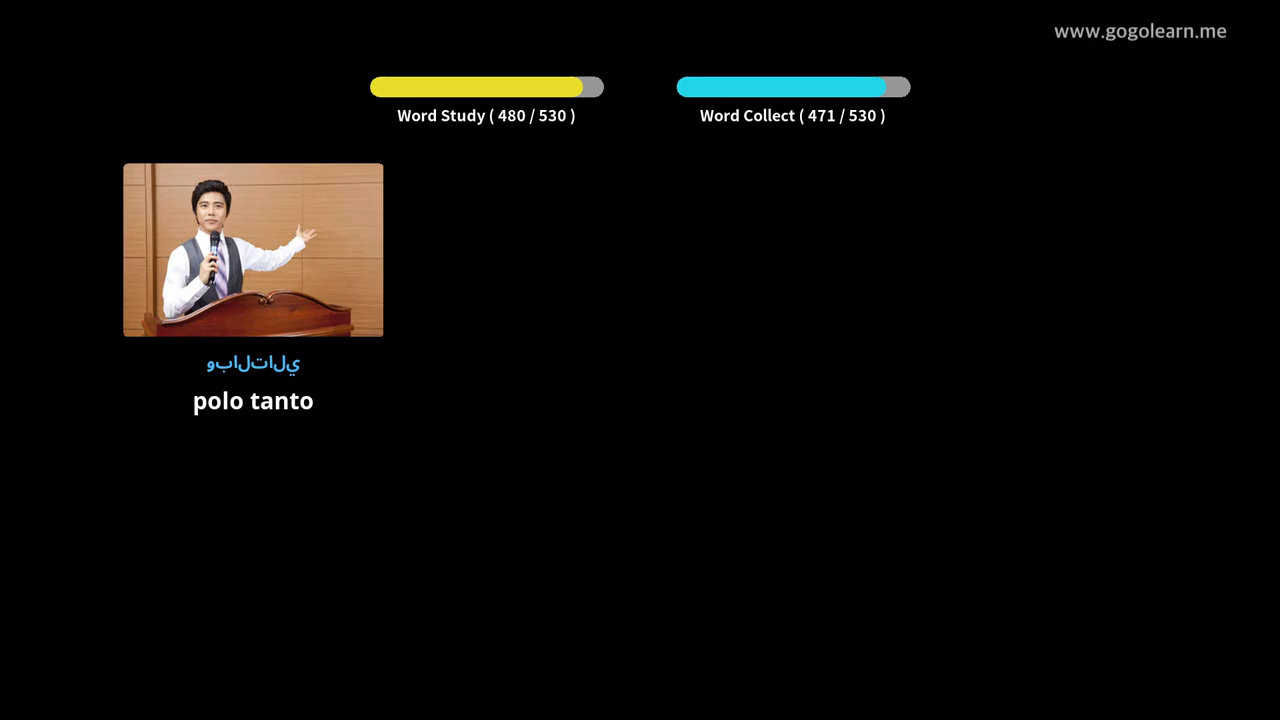 www.gogolearn.me
Word Study ( 480 / 530 )
Word Collect ( 471 / 530 )
وبالتالي
polo tanto